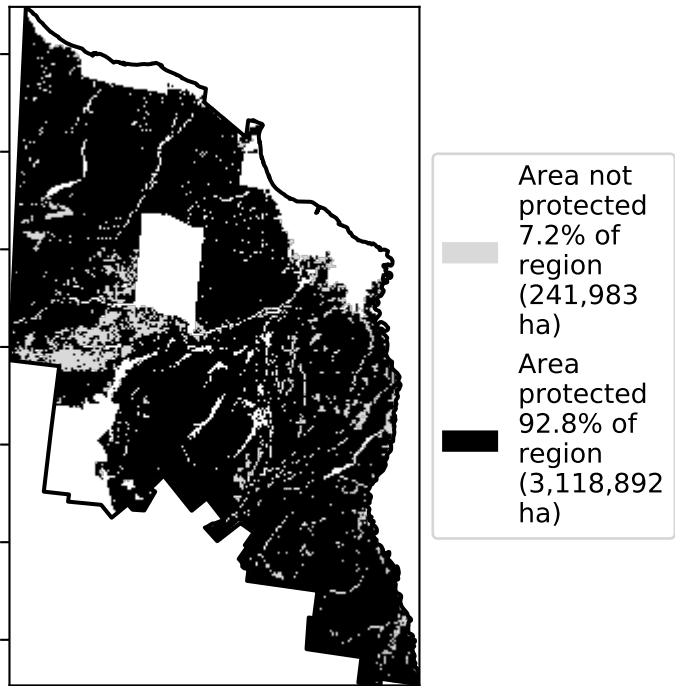 Area not
protected
7.2% of
region
(241,983
ha)
Area
protected
92.8% of
region
(3,118,892
ha)